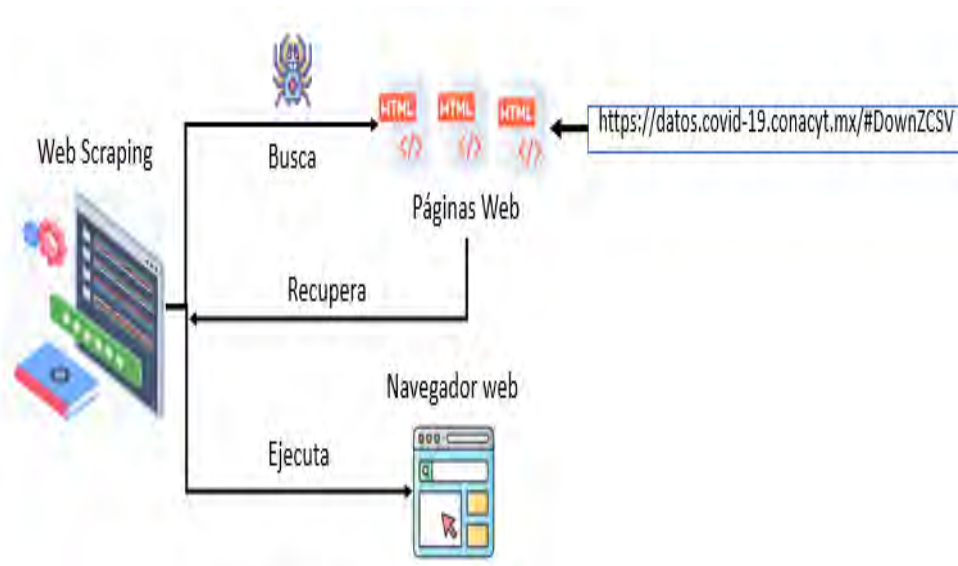 Web Scraping
Busca
HTML HTML HTML
</> </> </>
https://datos.covid-19.conacyt.mx/#DownZCSV
Páginas Web
Recupera
Navegador web
Ejecuta